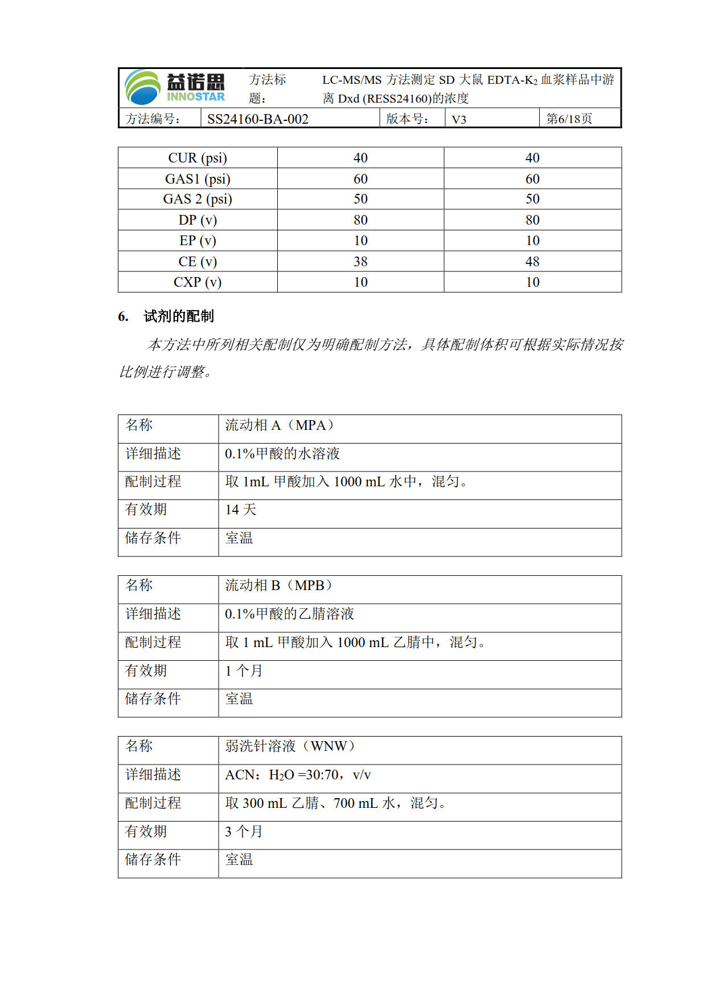 益诺思
INNOSTAR
方法标题：
LC-MS/MS 方法测定 SD 大鼠 EDTA-K2 血浆样品中游
离 Dxd (RESS24160)的浓度
方法编号： SS24160-BA-002 版本号： V3 第6/18页
CUR (psi) 40 40
GAS1 (psi) 60 60
GAS 2 (psi) 50 50
DP (v) 80 80
EP (v) 10 10
CE (v) 38 48
CXP (v) 10 10
6. 试剂的配制
本方法中所列相关配制仅为明确配制方法，具体配制体积可根据实际情况按
比例进行调整。
名称 流动相 A（MPA）
详细描述 0.1%甲酸的水溶液
配制过程 取 1mL 甲酸加入 1000 mL 水中，混匀。
有效期 14 天
储存条件 室温
名称 流动相 B（MPB）
详细描述 0.1%甲酸的乙腈溶液
配制过程 取 1 mL 甲酸加入 1000 mL 乙腈中，混匀。
有效期 1 个月
储存条件 室温
名称 弱洗针溶液（WNW）
详细描述 ACN：H2O =30:70，v/v
配制过程 取 300 mL 乙腈、700 mL 水，混匀。
有效期 3 个月
储存条件 室温